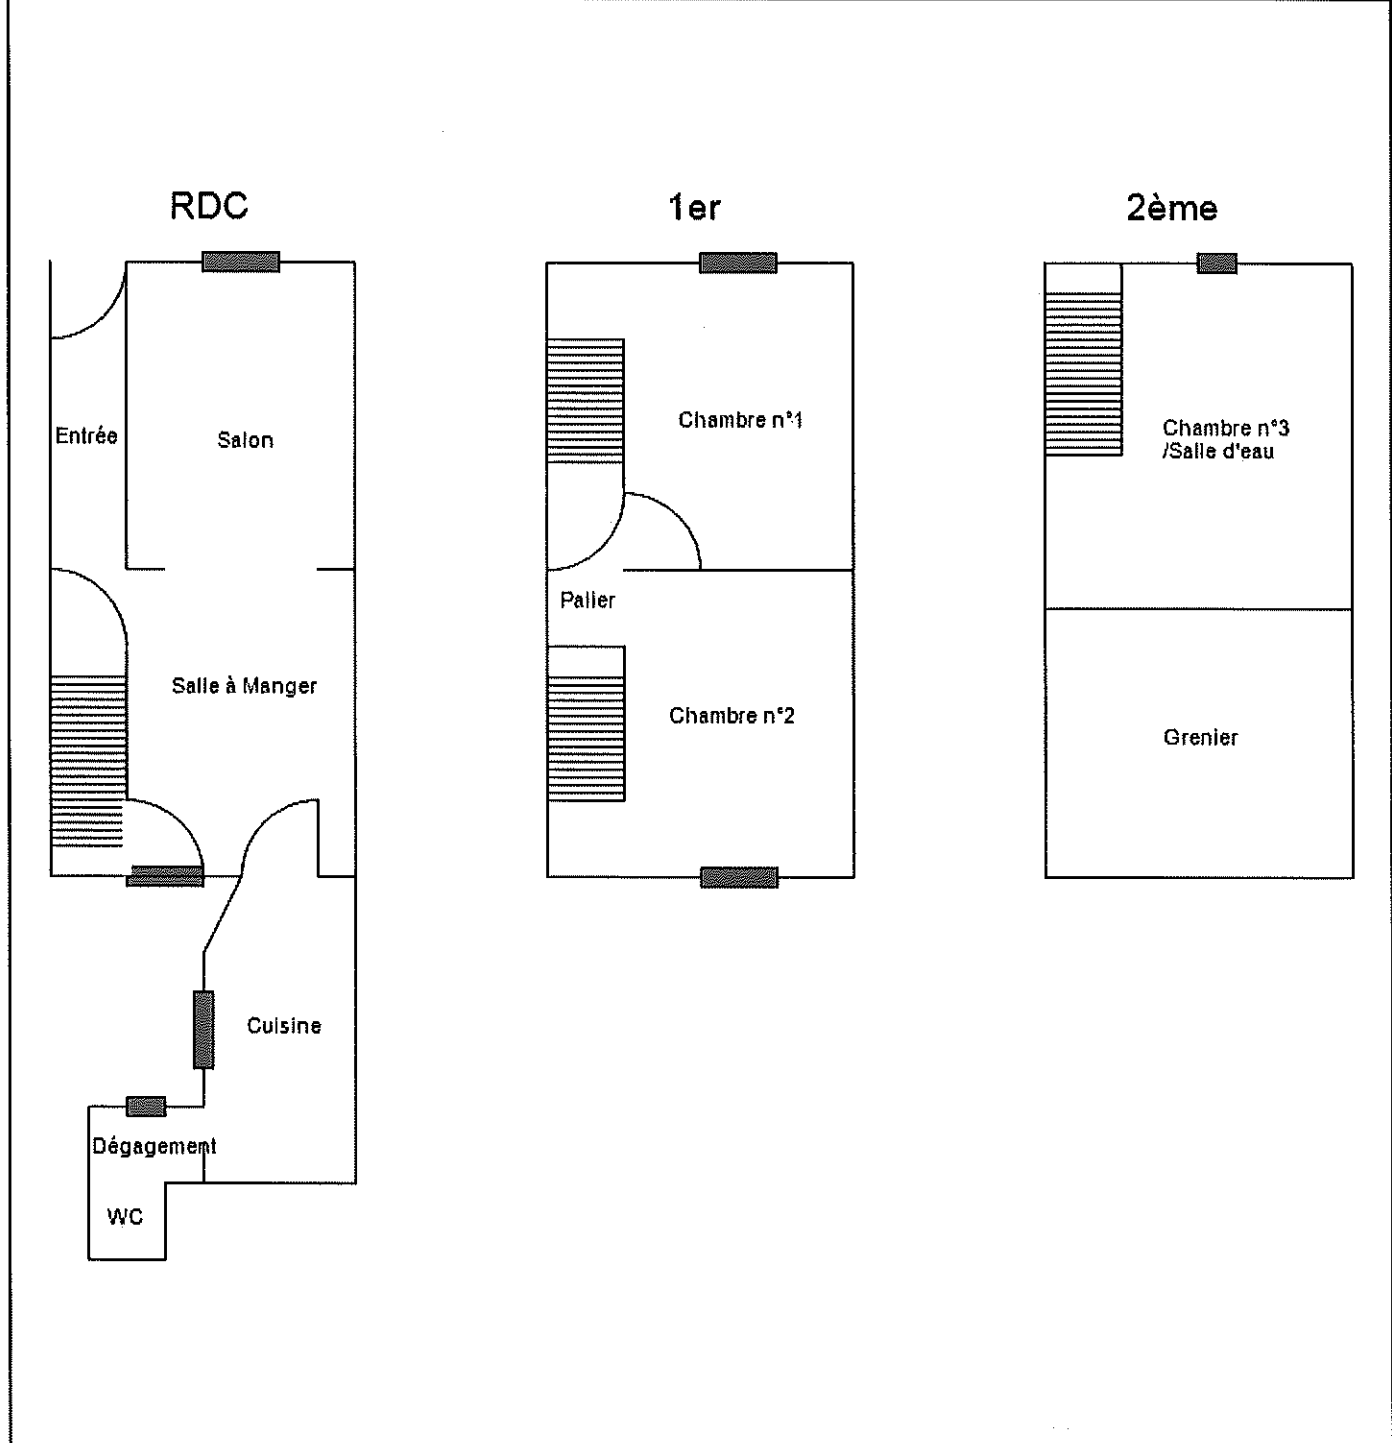 RDC
Entrée
Salon
Salle à Manger
Cuisine
Dégagement
WC
1er
Chambre n°1
Palier
Chambre n°2
2ème
Chambre n°3
/Salle d'eau
Grenier